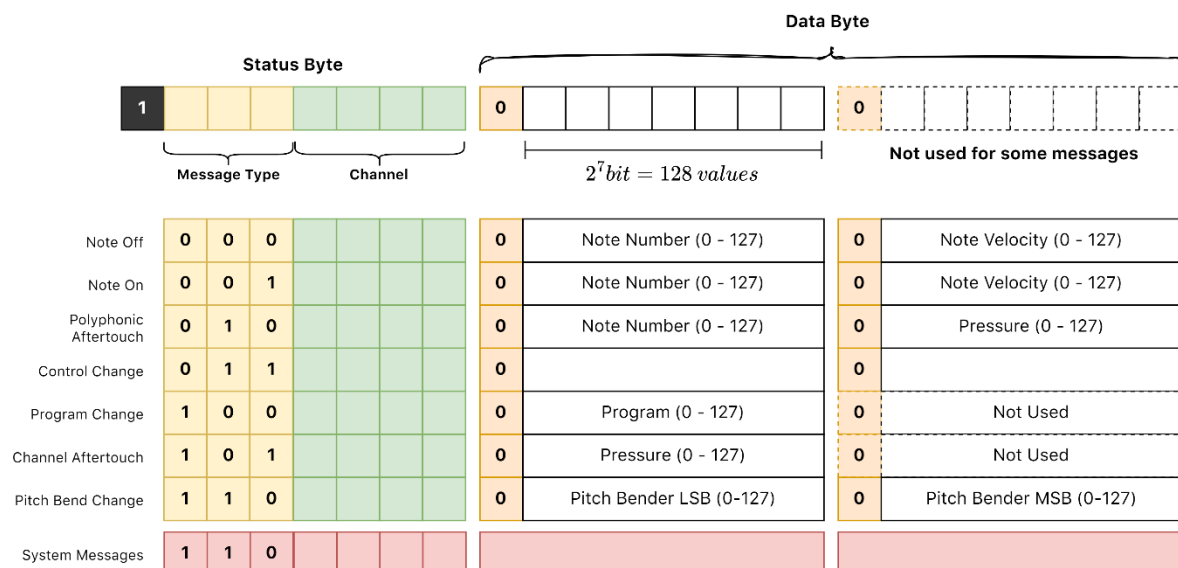 Data Byte
Status Byte
1 0 0
Message Type Channel
2^7 bit = 128 values
Not used for some messages
Note Off 0 0 0 0 Note Number (0 - 127) 0 Note Velocity (0 - 127)
Note On 0 0 1 0 Note Number (0 - 127) 0 Note Velocity (0 - 127)
Polyphonic
Aftertouch 0 1 0 0 Note Number (0 - 127) 0 Pressure (0 - 127)
Control Change 0 1 1 0 0
Program Change 1 0 0 0 Program (0 - 127) 0 Not Used
Channel Aftertouch 1 0 1 0 Pressure (0 - 127) 0 Not Used
Pitch Bend Change 1 1 0 0 Pitch Bender LSB (0-127) 0 Pitch Bender MSB (0-127)
System Messages 1 1 0